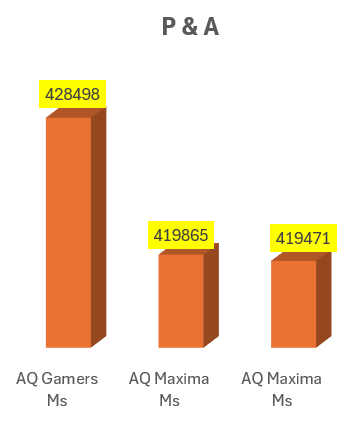 P & A
428498
419865
419471
AQ Gamers
Ms
AQ Maxima
Ms
AQ Maxima
Ms